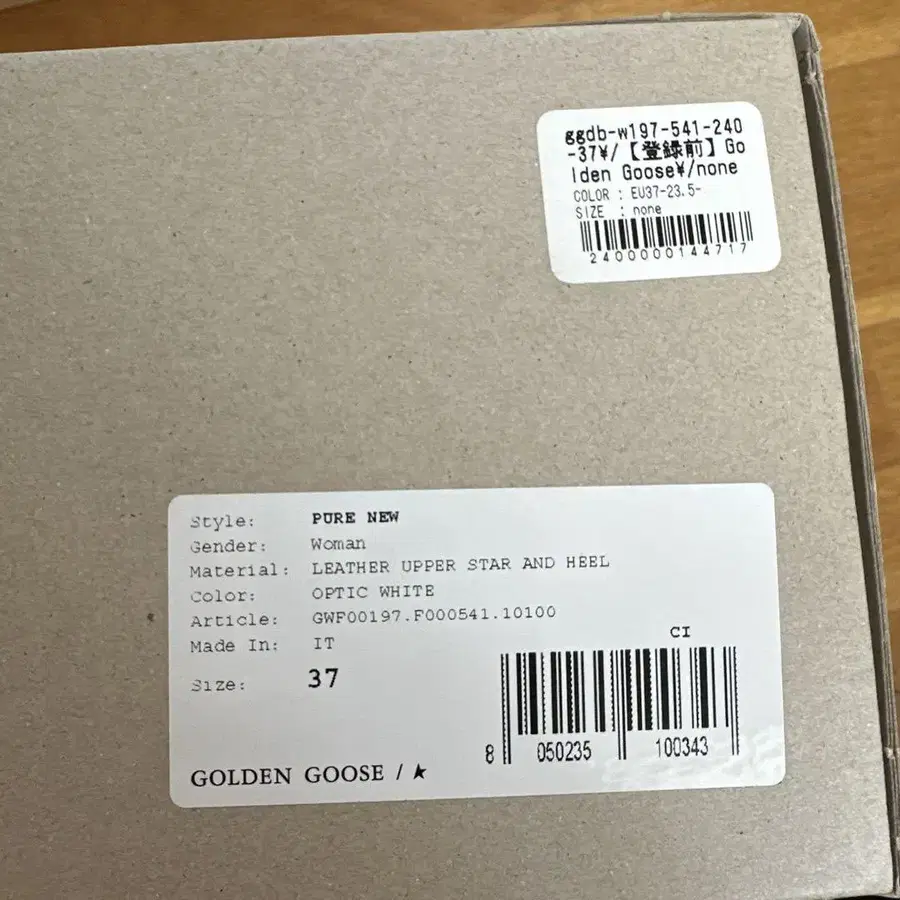 ggdb-w197-541-240
-37¥/【登録前】Go
lden Goose¥/none
COLOR : EU37-23.5-
SIZE : none
2400000144717
Style: PURE NEW
Gender: Woman
Material: LEATHER UPPER STAR AND HEEL
Color: OPTIC WHITE
Article: GWF00197.F000541.10100
Made In: IT
CI
Size: 37
8 050235 100343
GOLDEN GOOSE /